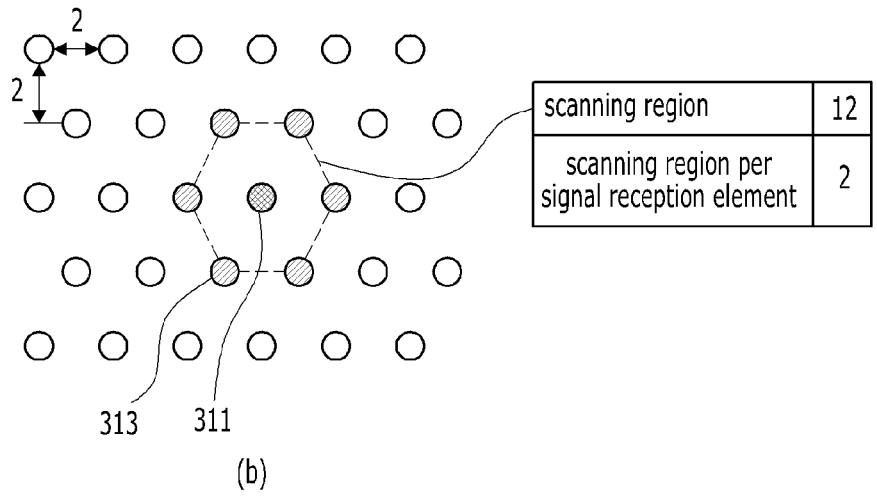 2
2
scanning region 12
scanning region per
signal reception element 2
313
311
(b)